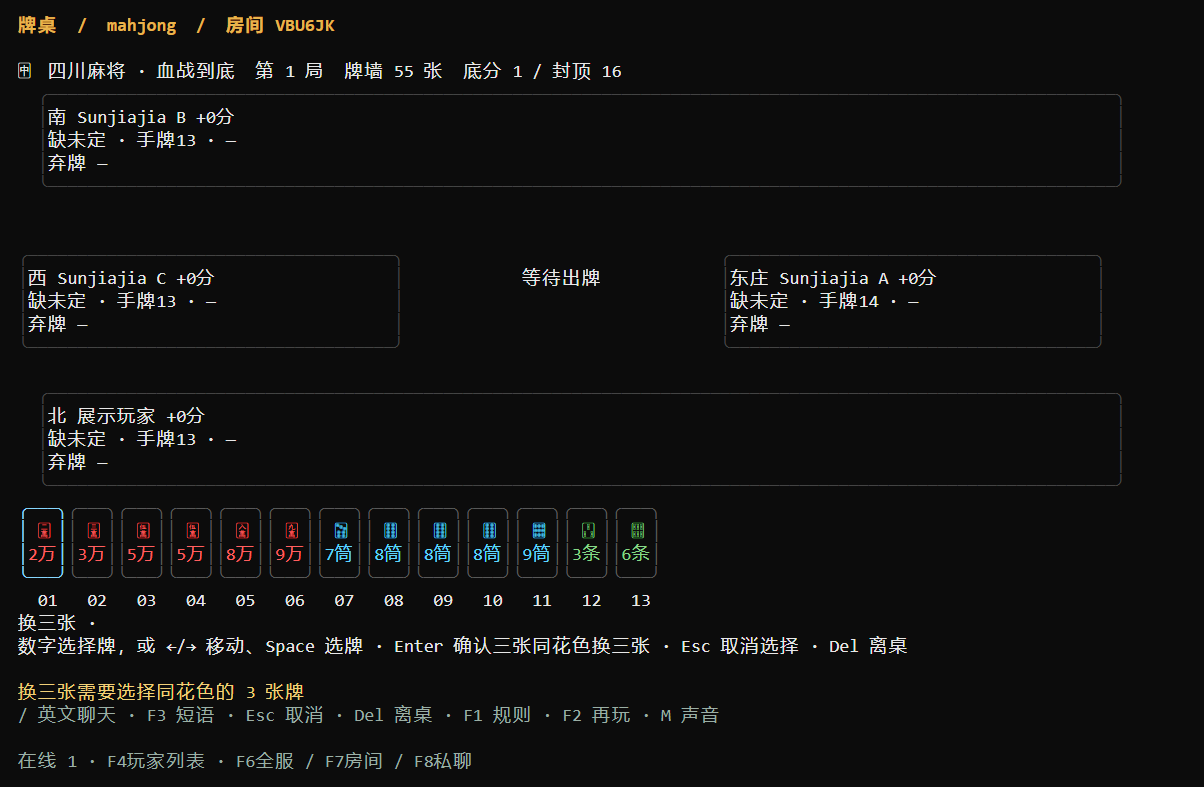 牌桌 / mahjong / 房间 VBU6JK
🀄 四川麻将 · 血战到底 第 1 局 牌墙 55 张 底分 1 / 封顶 16
南 Sunjiajia B +0分
缺未定 · 手牌13 · —
弃牌 —
西 Sunjiajia C +0分
缺未定 · 手牌13 · —
弃牌 —
等待出牌
东庄 Sunjiajia A +0分
缺未定 · 手牌14 · —
弃牌 —
北 展示玩家 +0分
缺未定 · 手牌13 · —
弃牌 —
2万 3万 5万 5万 8万 9万 7筒 8筒 8筒 8筒 9筒 3条 6条
01 02 03 04 05 06 07 08 09 10 11 12 13
换三张 ·
数字选择牌, 或 ←/→ 移动、Space 选牌 · Enter 确认三张同花色换三张 · Esc 取消选择 · Del 离桌
换三张需要选择同花色的 3 张牌
/ 英文聊天 · F3 短语 · Esc 取消 · Del 离桌 · F1 规则 · F2 再玩 · M 声音
在线 1 · F4玩家列表 · F6全服 / F7房间 / F8私聊